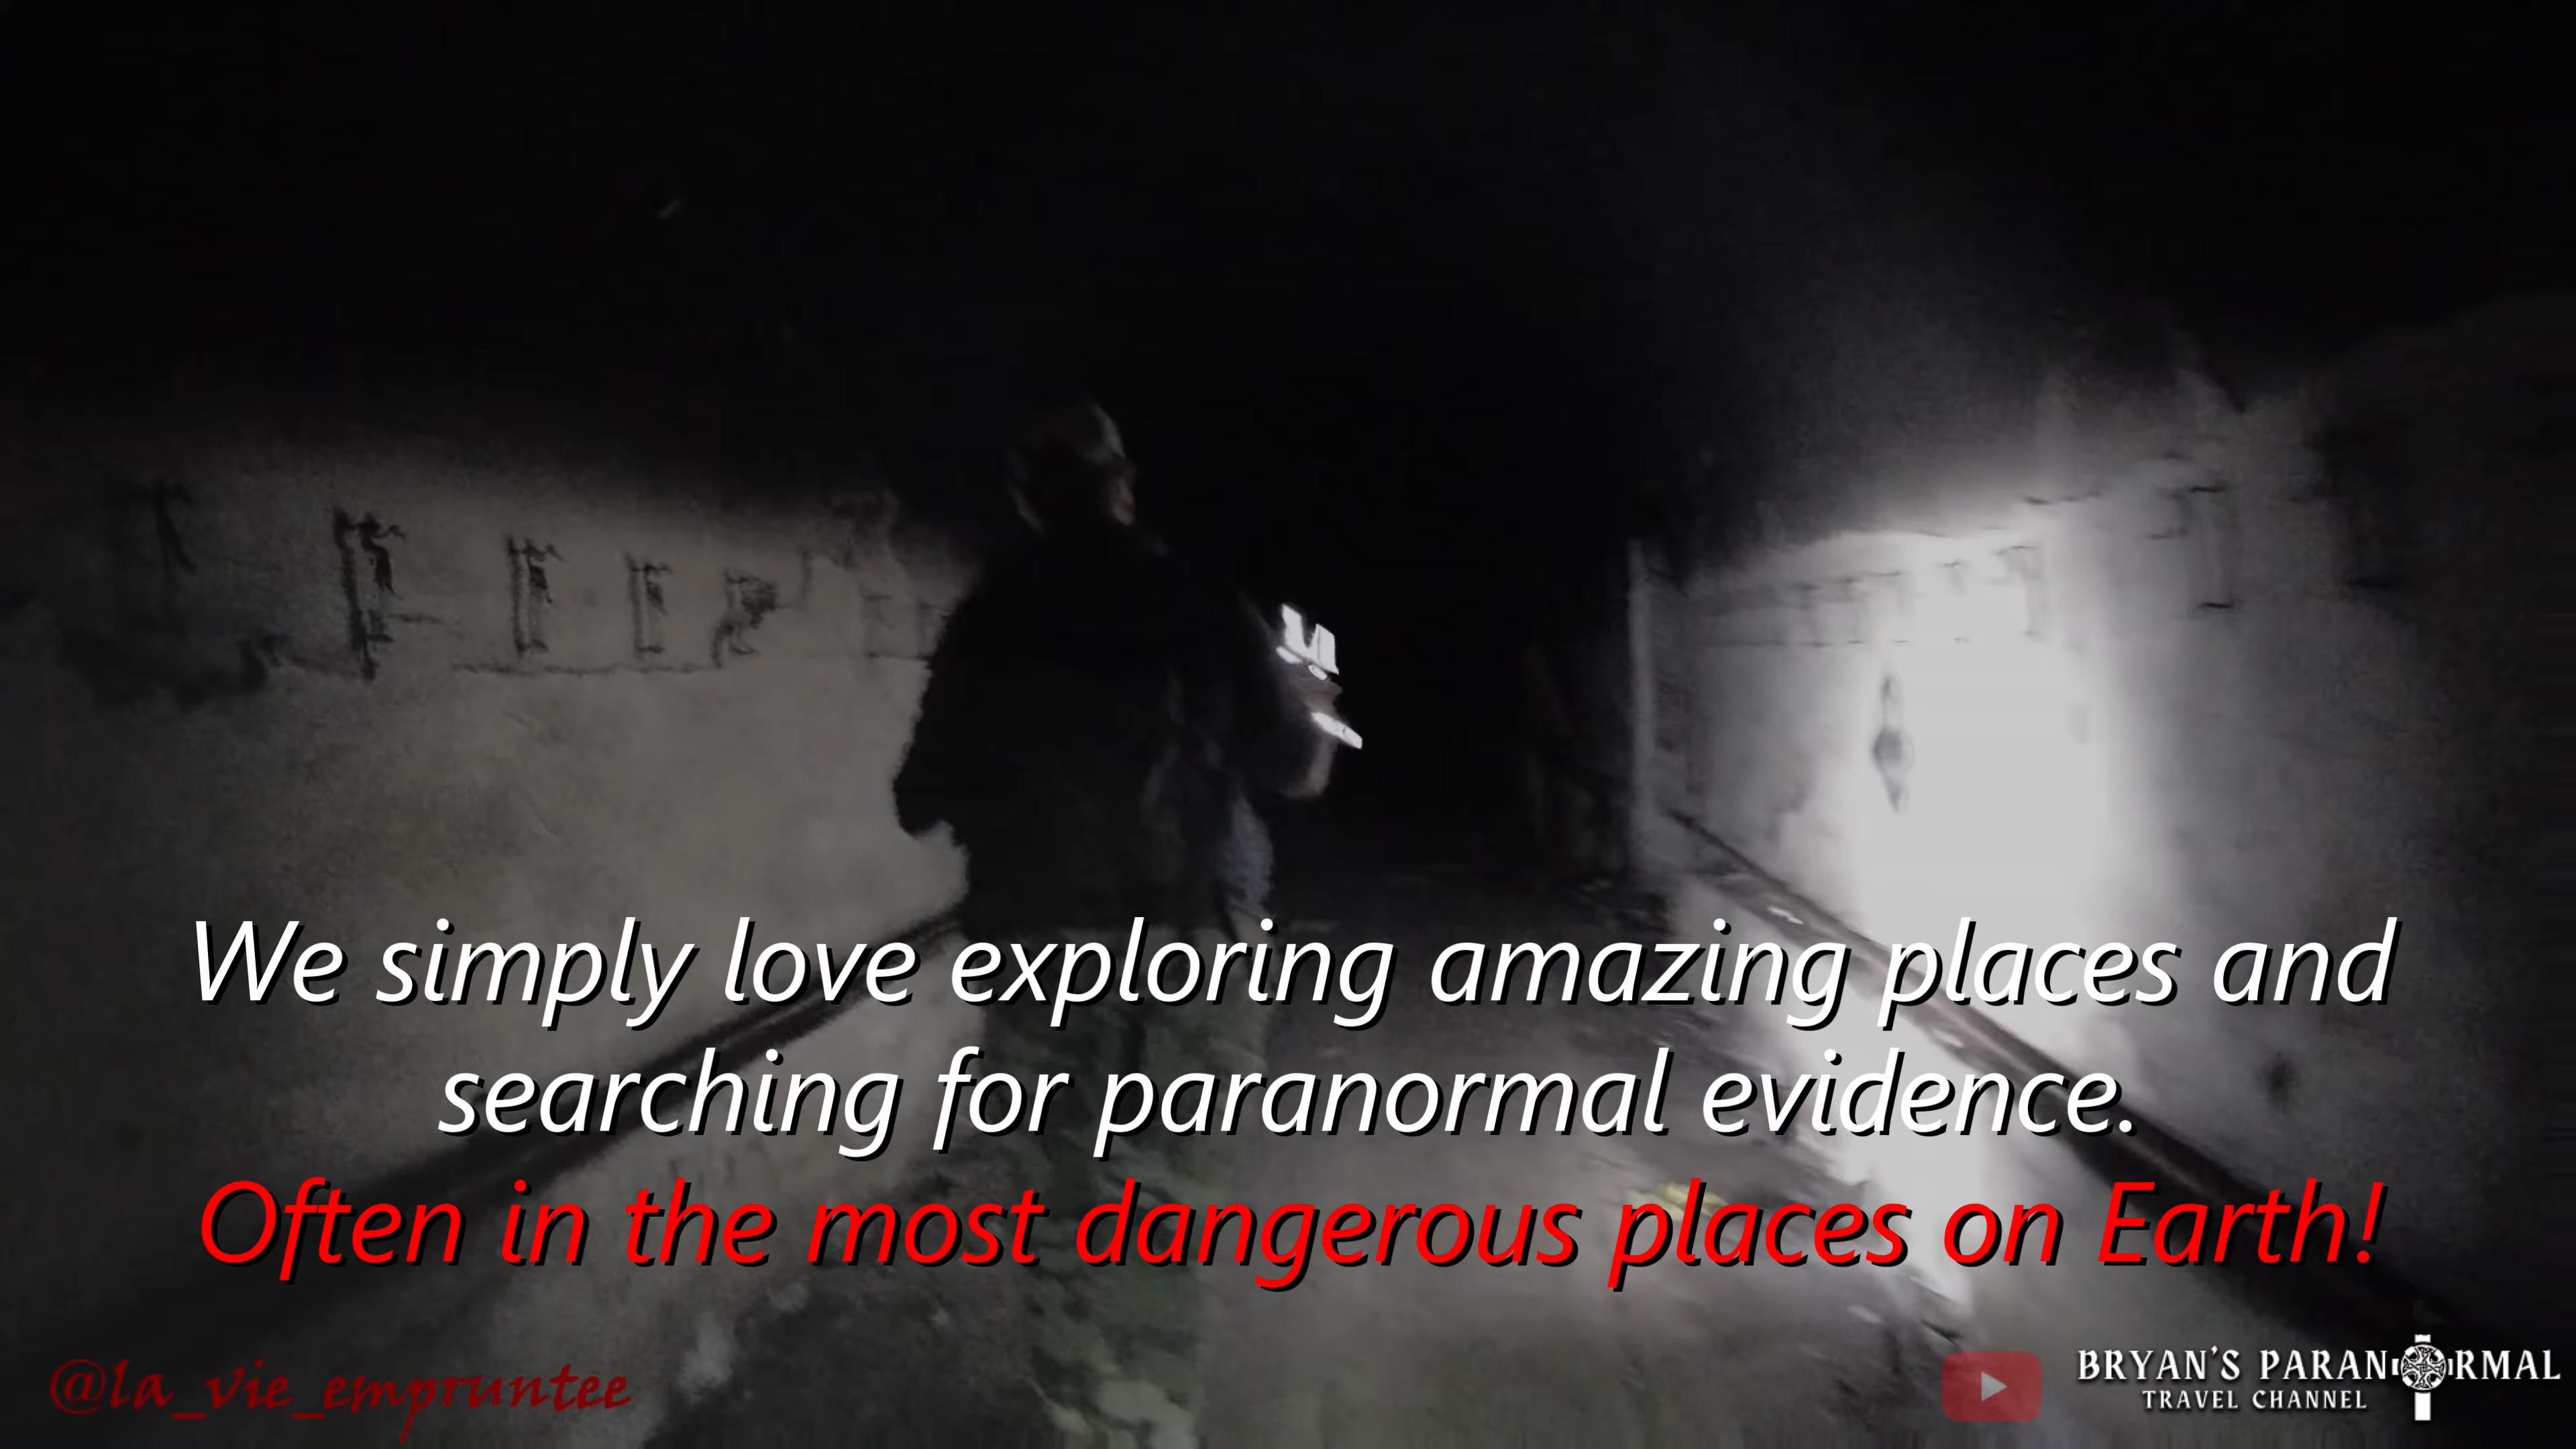 We simply love exploring amazing places and
searching for paranormal evidence.
Often in the most dangerous places on Earth!
@la_vie_empruntee
BRYAN'S PARANORMAL
TRAVEL CHANNEL